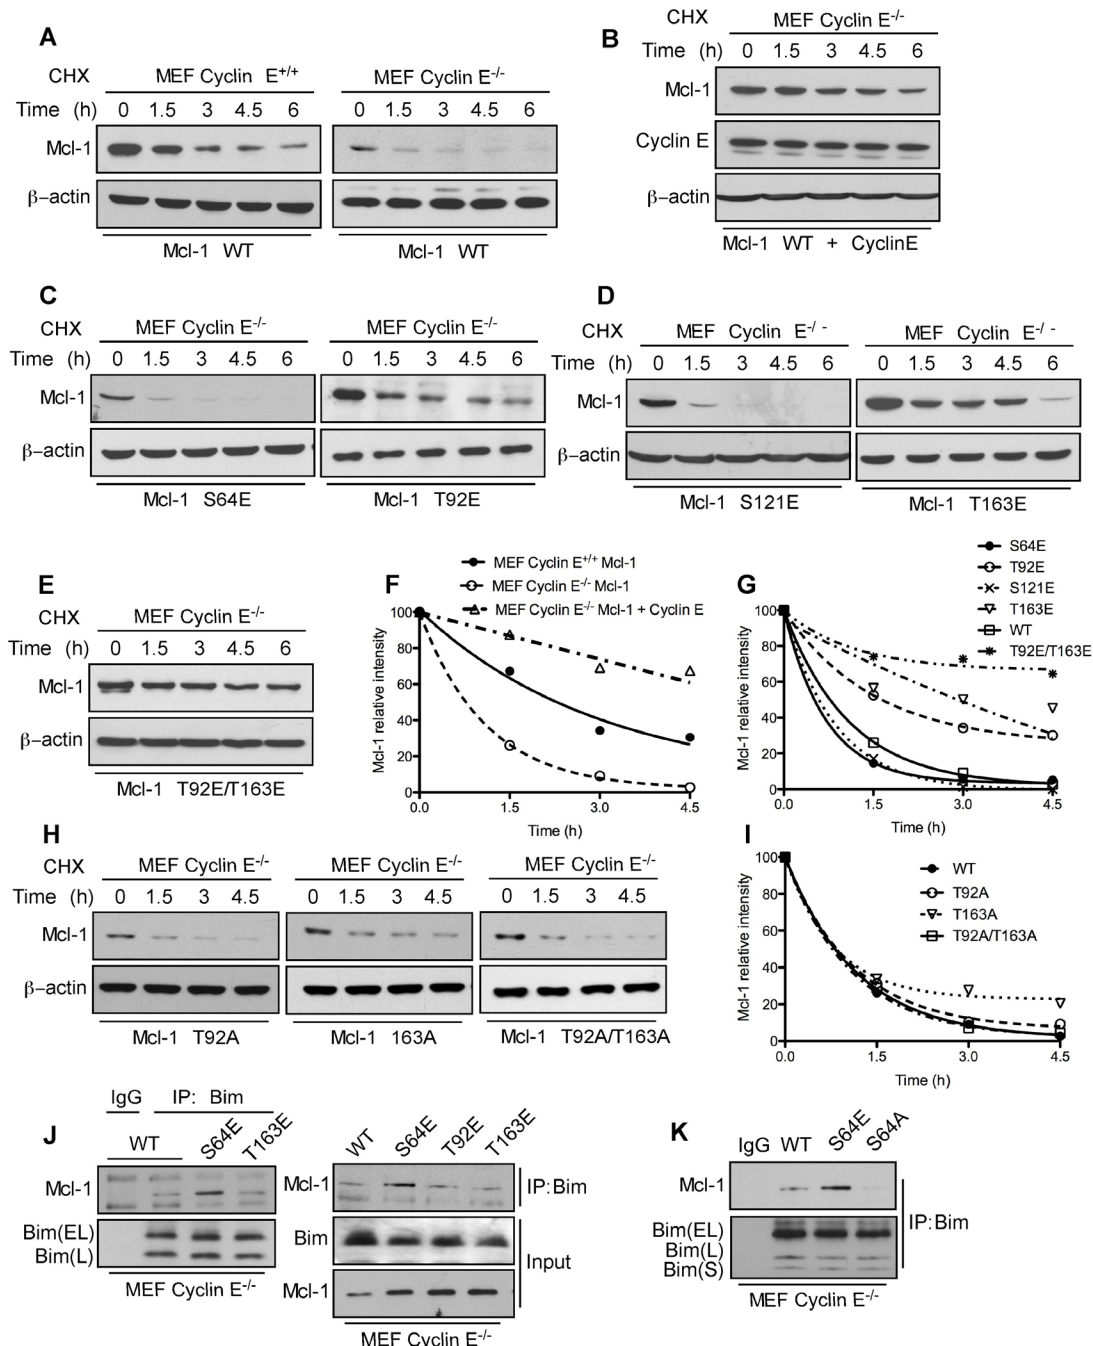 A
CHX MEF Cyclin E+/+ MEF Cyclin E-/-
Time (h) 0 1.5 3 4.5 6 0 1.5 3 4.5 6
Mcl-1
β-actin
Mcl-1 WT Mcl-1 WT
B
CHX MEF Cyclin E-/-
Time (h) 0 1.5 3 4.5 6
Mcl-1
Cyclin E
β-actin
Mcl-1 WT + CyclinE
C
CHX MEF Cyclin E-/- MEF Cyclin E-/-
Time (h) 0 1.5 3 4.5 6 0 1.5 3 4.5 6
Mcl-1
β-actin
Mcl-1 S64E Mcl-1 T92E
D
CHX MEF Cyclin E-/- MEF Cyclin E-/-
Time (h) 0 1.5 3 4.5 6 0 1.5 3 4.5 6
Mcl-1
β-actin
Mcl-1 S121E Mcl-1 T163E
E
CHX MEF Cyclin E-/-
Time (h) 0 1.5 3 4.5 6
Mcl-1
β-actin
Mcl-1 T92E/T163E
F
MEF Cyclin E+/+ Mcl-1
MEF Cyclin E-/- Mcl-1
MEF Cyclin E-/- Mcl-1 + Cyclin E
Mcl-1 relative intensity
100
80
60
40
20
0
0.0 1.5 3.0 4.5
Time (h)
G
S64E
T92E
S121E
T163E
WT
T92E/T163E
Mcl-1 relative intensity
100
80
60
40
20
0
0.0 1.5 3.0 4.5
Time (h)
H
CHX MEF Cyclin E-/- MEF Cyclin E-/- MEF Cyclin E-/-
Time (h) 0 1.5 3 4.5 0 1.5 3 4.5 0 1.5 3 4.5
Mcl-1
β-actin
Mcl-1 T92A Mcl-1 163A Mcl-1 T92A/T163A
I
WT
T92A
T163A
T92A/T163A
Mcl-1 relative intensity
100
80
60
40
20
0
0.0 1.5 3.0 4.5
Time (h)
J
IgG IP: Bim
WT S64E T163E
Mcl-1
Bim(EL)
Bim(L)
MEF Cyclin E-/-
WT S64E T92E T163E
Mcl-1 IP:Bim
Bim
Input
Mcl-1
MEF Cyclin E-/-
K
IgG WT S64E S64A
Mcl-1
IP:Bim
Bim(EL)
Bim(L)
Bim(S)
MEF Cyclin E-/-